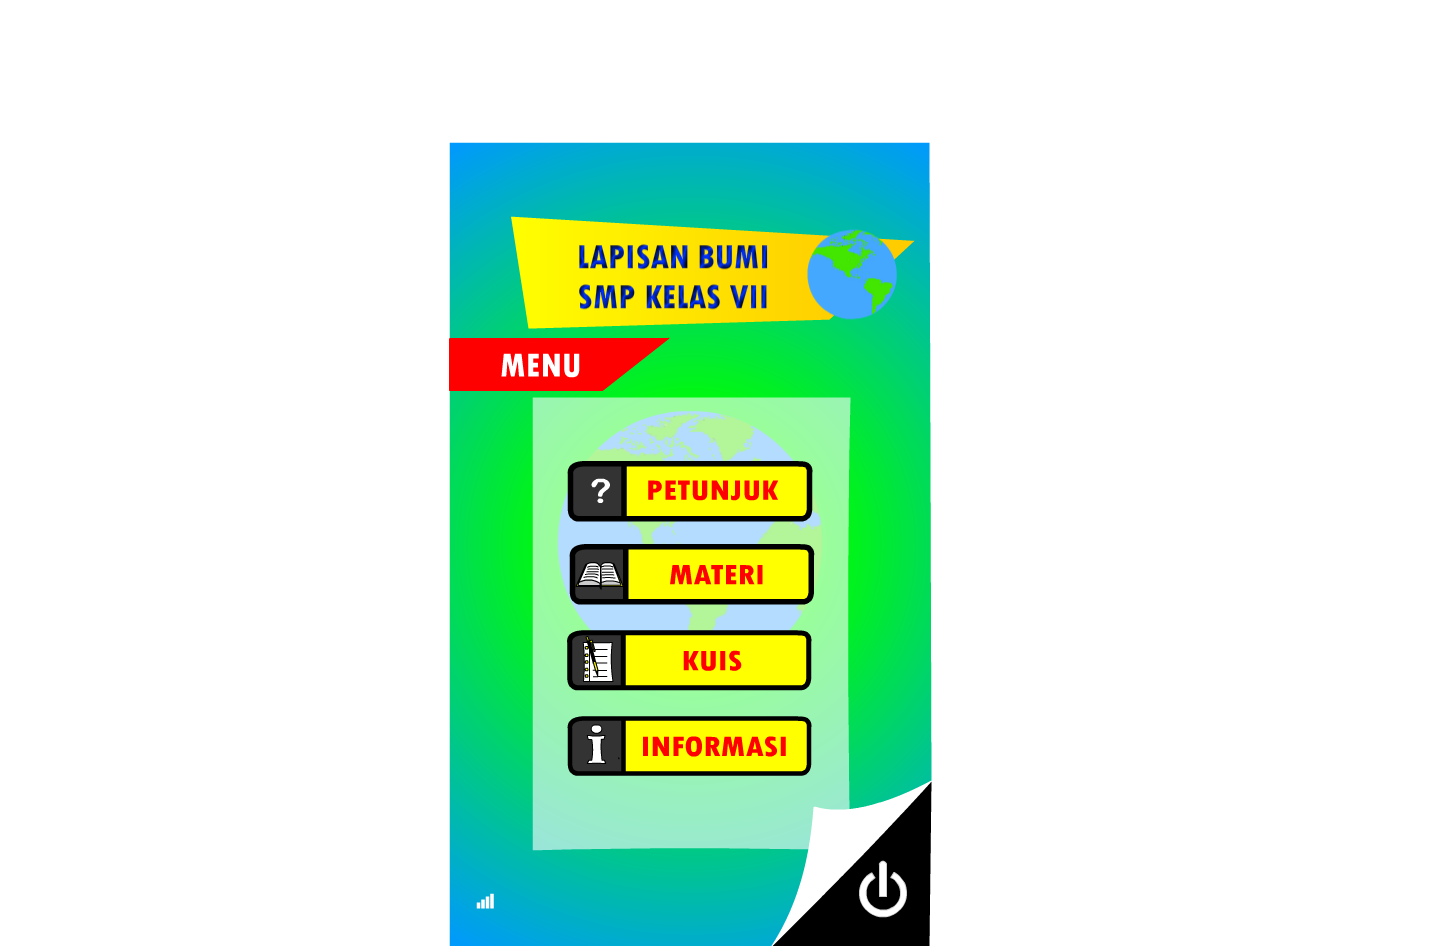 LAPISAN BUMI
SMP KELAS VII
MENU
? PETUNJUK
MATERI
KUIS
i INFORMASI